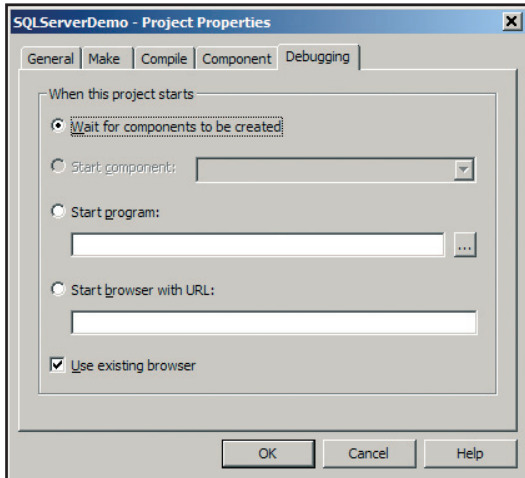 SQLServerDemo - Project Properties
General Make Compile Component Debugging
When this project starts
Wait for components to be created
Start component:
Start program:
...
Start browser with URL:
Use existing browser
OK Cancel Help